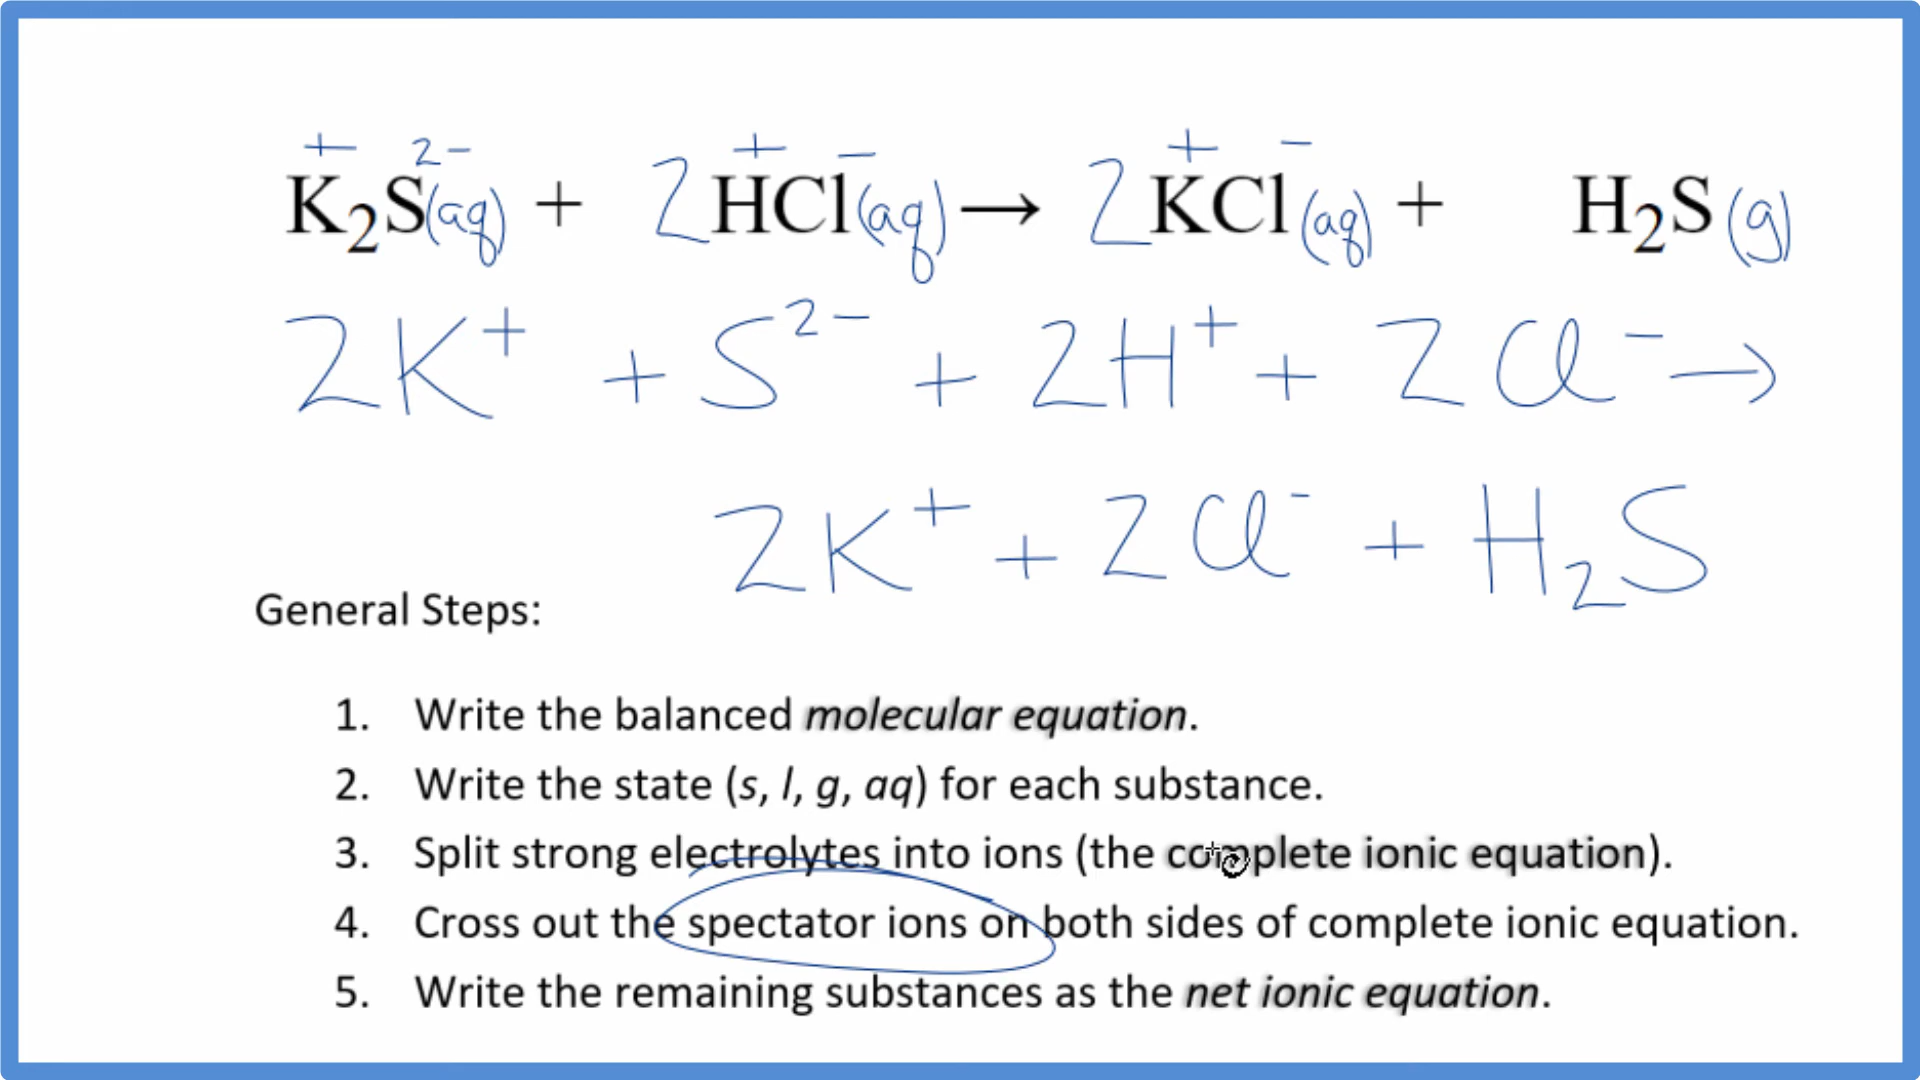 K₂S(aq) + 2HCl(aq) → 2KCl(aq) + H₂S(g)
+ 2- + - + -
2K⁺ + S²⁻ + 2H⁺ + 2Cl⁻ →
2K⁺ + 2Cl⁻ + H₂S
General Steps:
1. Write the balanced molecular equation.
2. Write the state (s, l, g, aq) for each substance.
3. Split strong electrolytes into ions (the complete ionic equation).
4. Cross out the spectator ions on both sides of complete ionic equation.
5. Write the remaining substances as the net ionic equation.